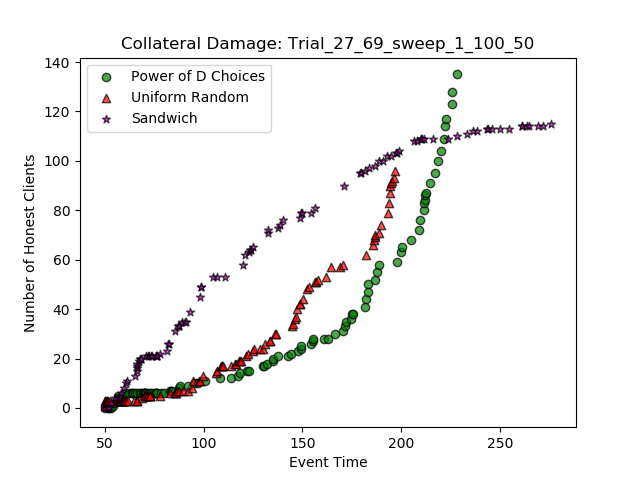 Collateral Damage: Trial_27_69_sweep_1_100_50
140
120
100
80
60
40
20
0
Number of Honest Clients
Power of D Choices
Uniform Random
Sandwich
50
100
150
200
250
Event Time